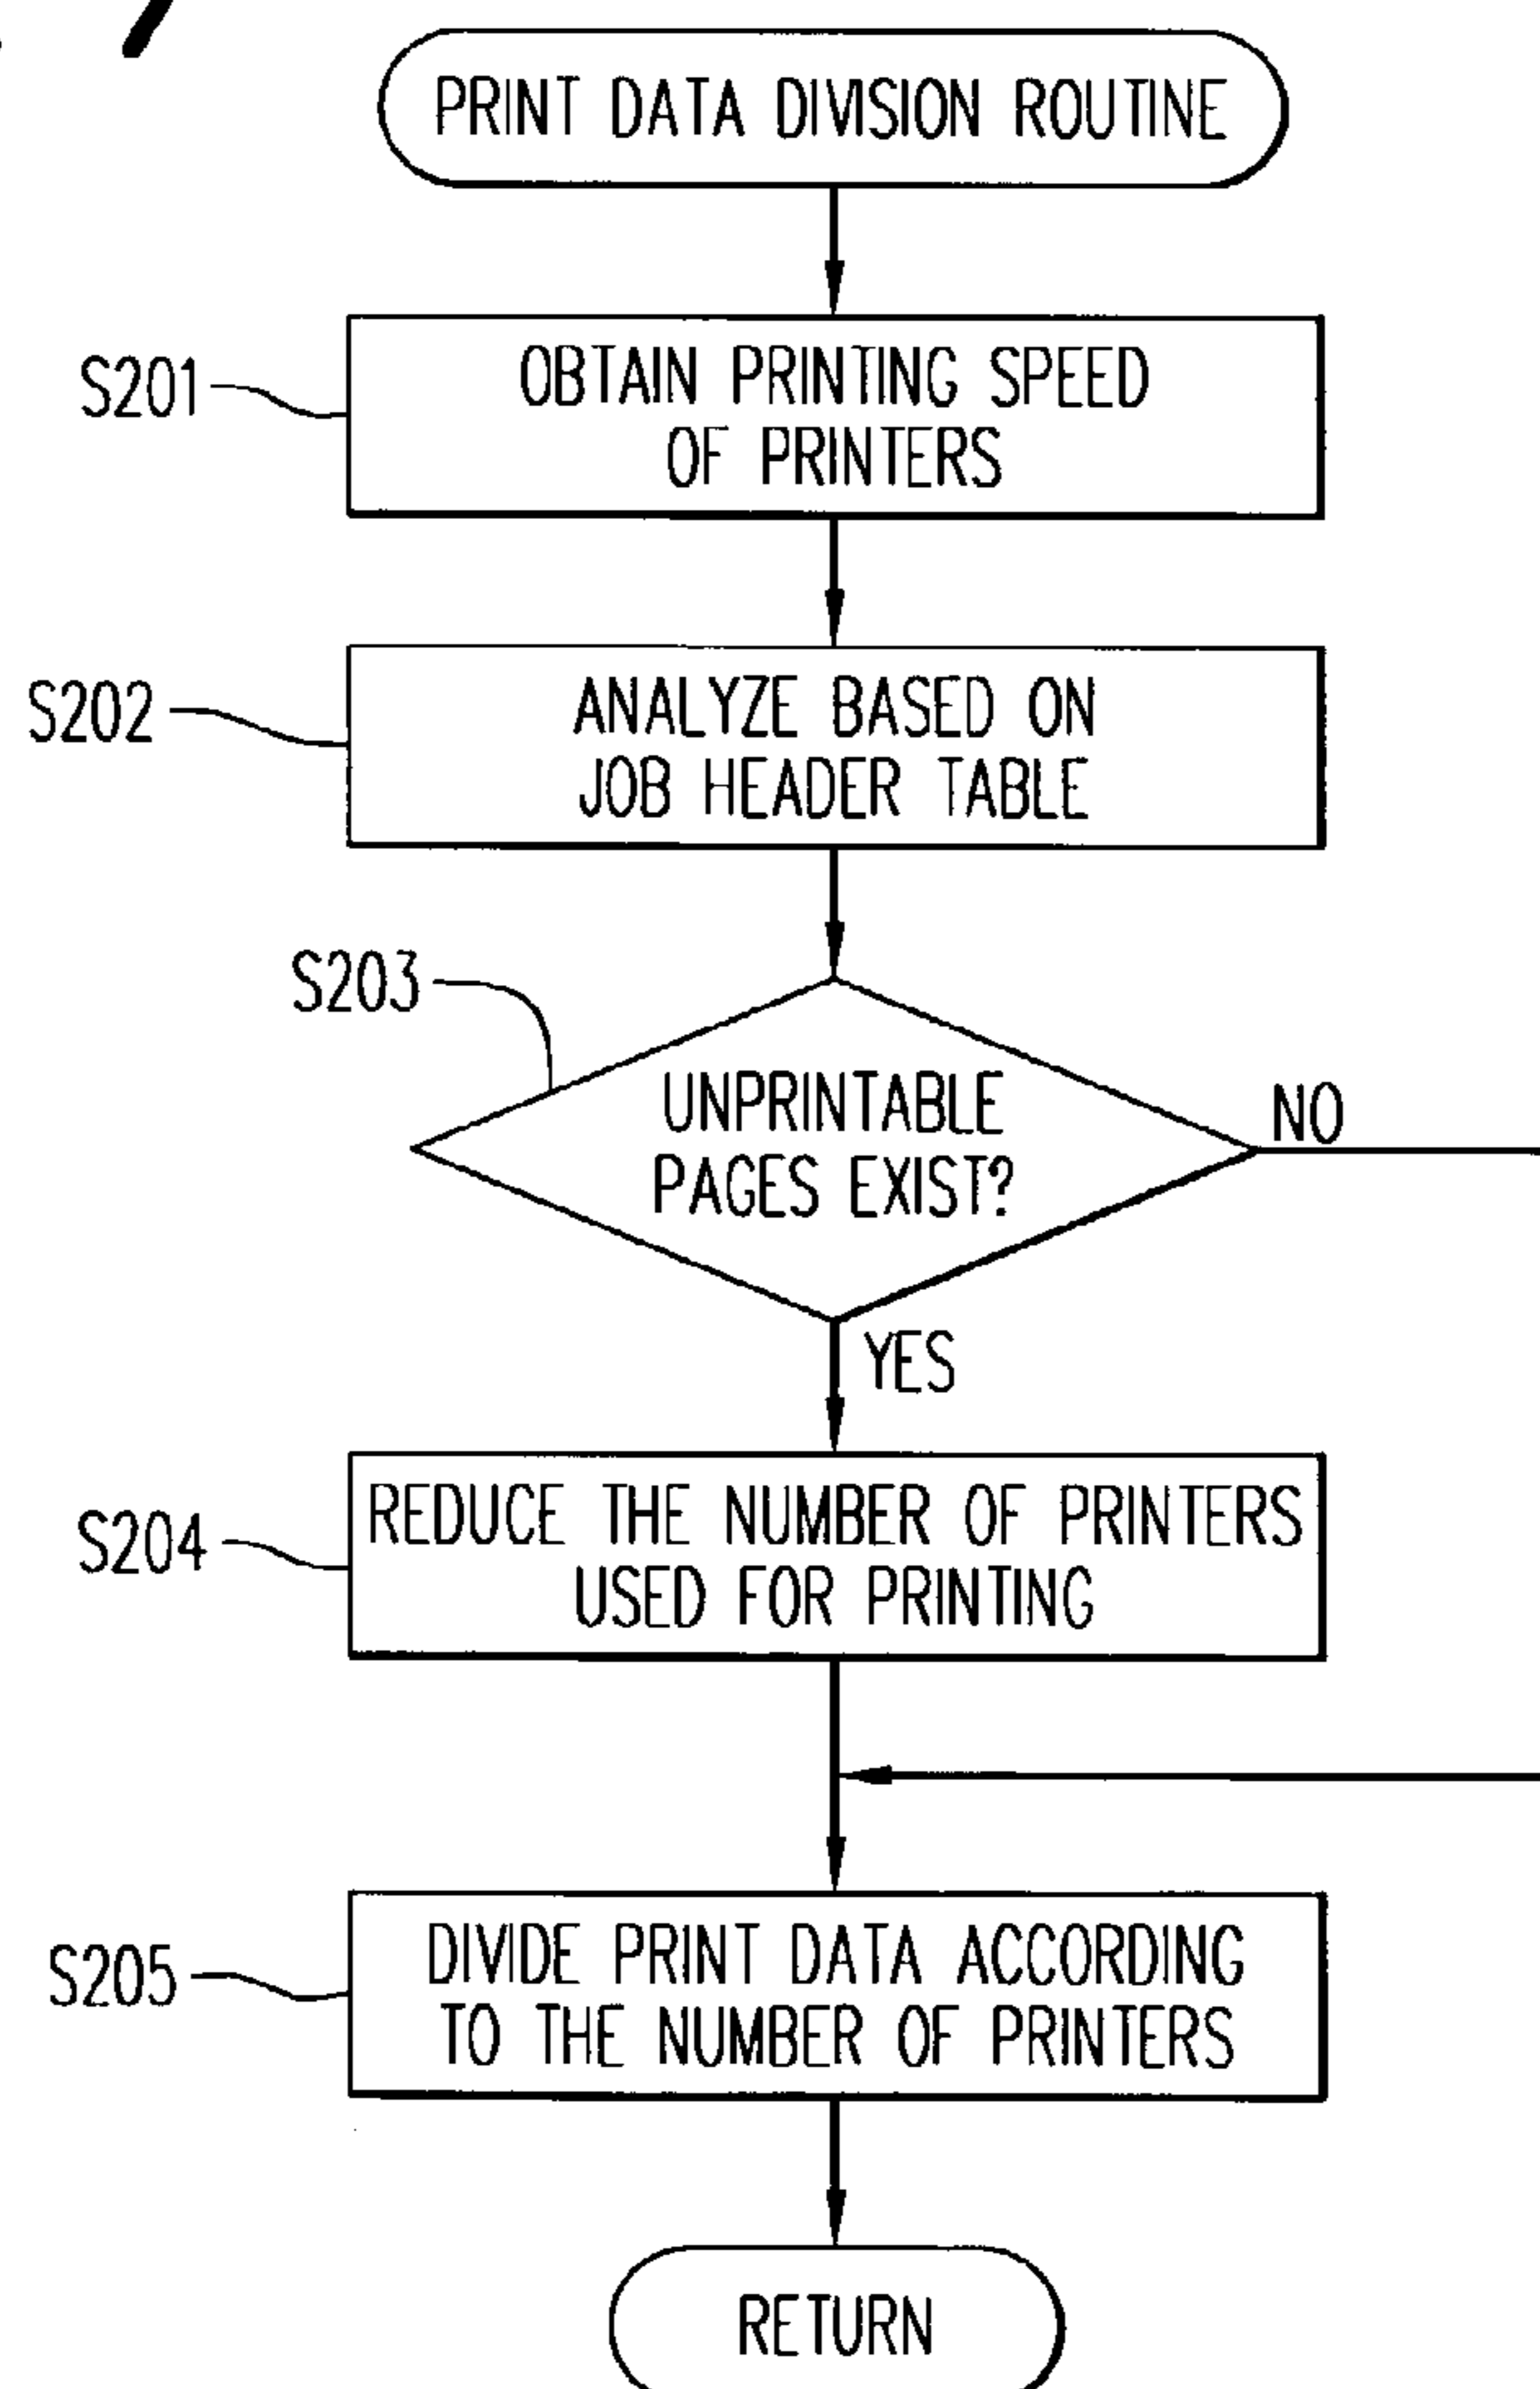 PRINT DATA DIVISION ROUTINE
S201
OBTAIN PRINTING SPEED
OF PRINTERS
S202
ANALYZE BASED ON
JOB HEADER TABLE
S203
UNPRINTABLE
PAGES EXIST?
NO
YES
S204
REDUCE THE NUMBER OF PRINTERS
USED FOR PRINTING
S205
DIVIDE PRINT DATA ACCORDING
TO THE NUMBER OF PRINTERS
RETURN